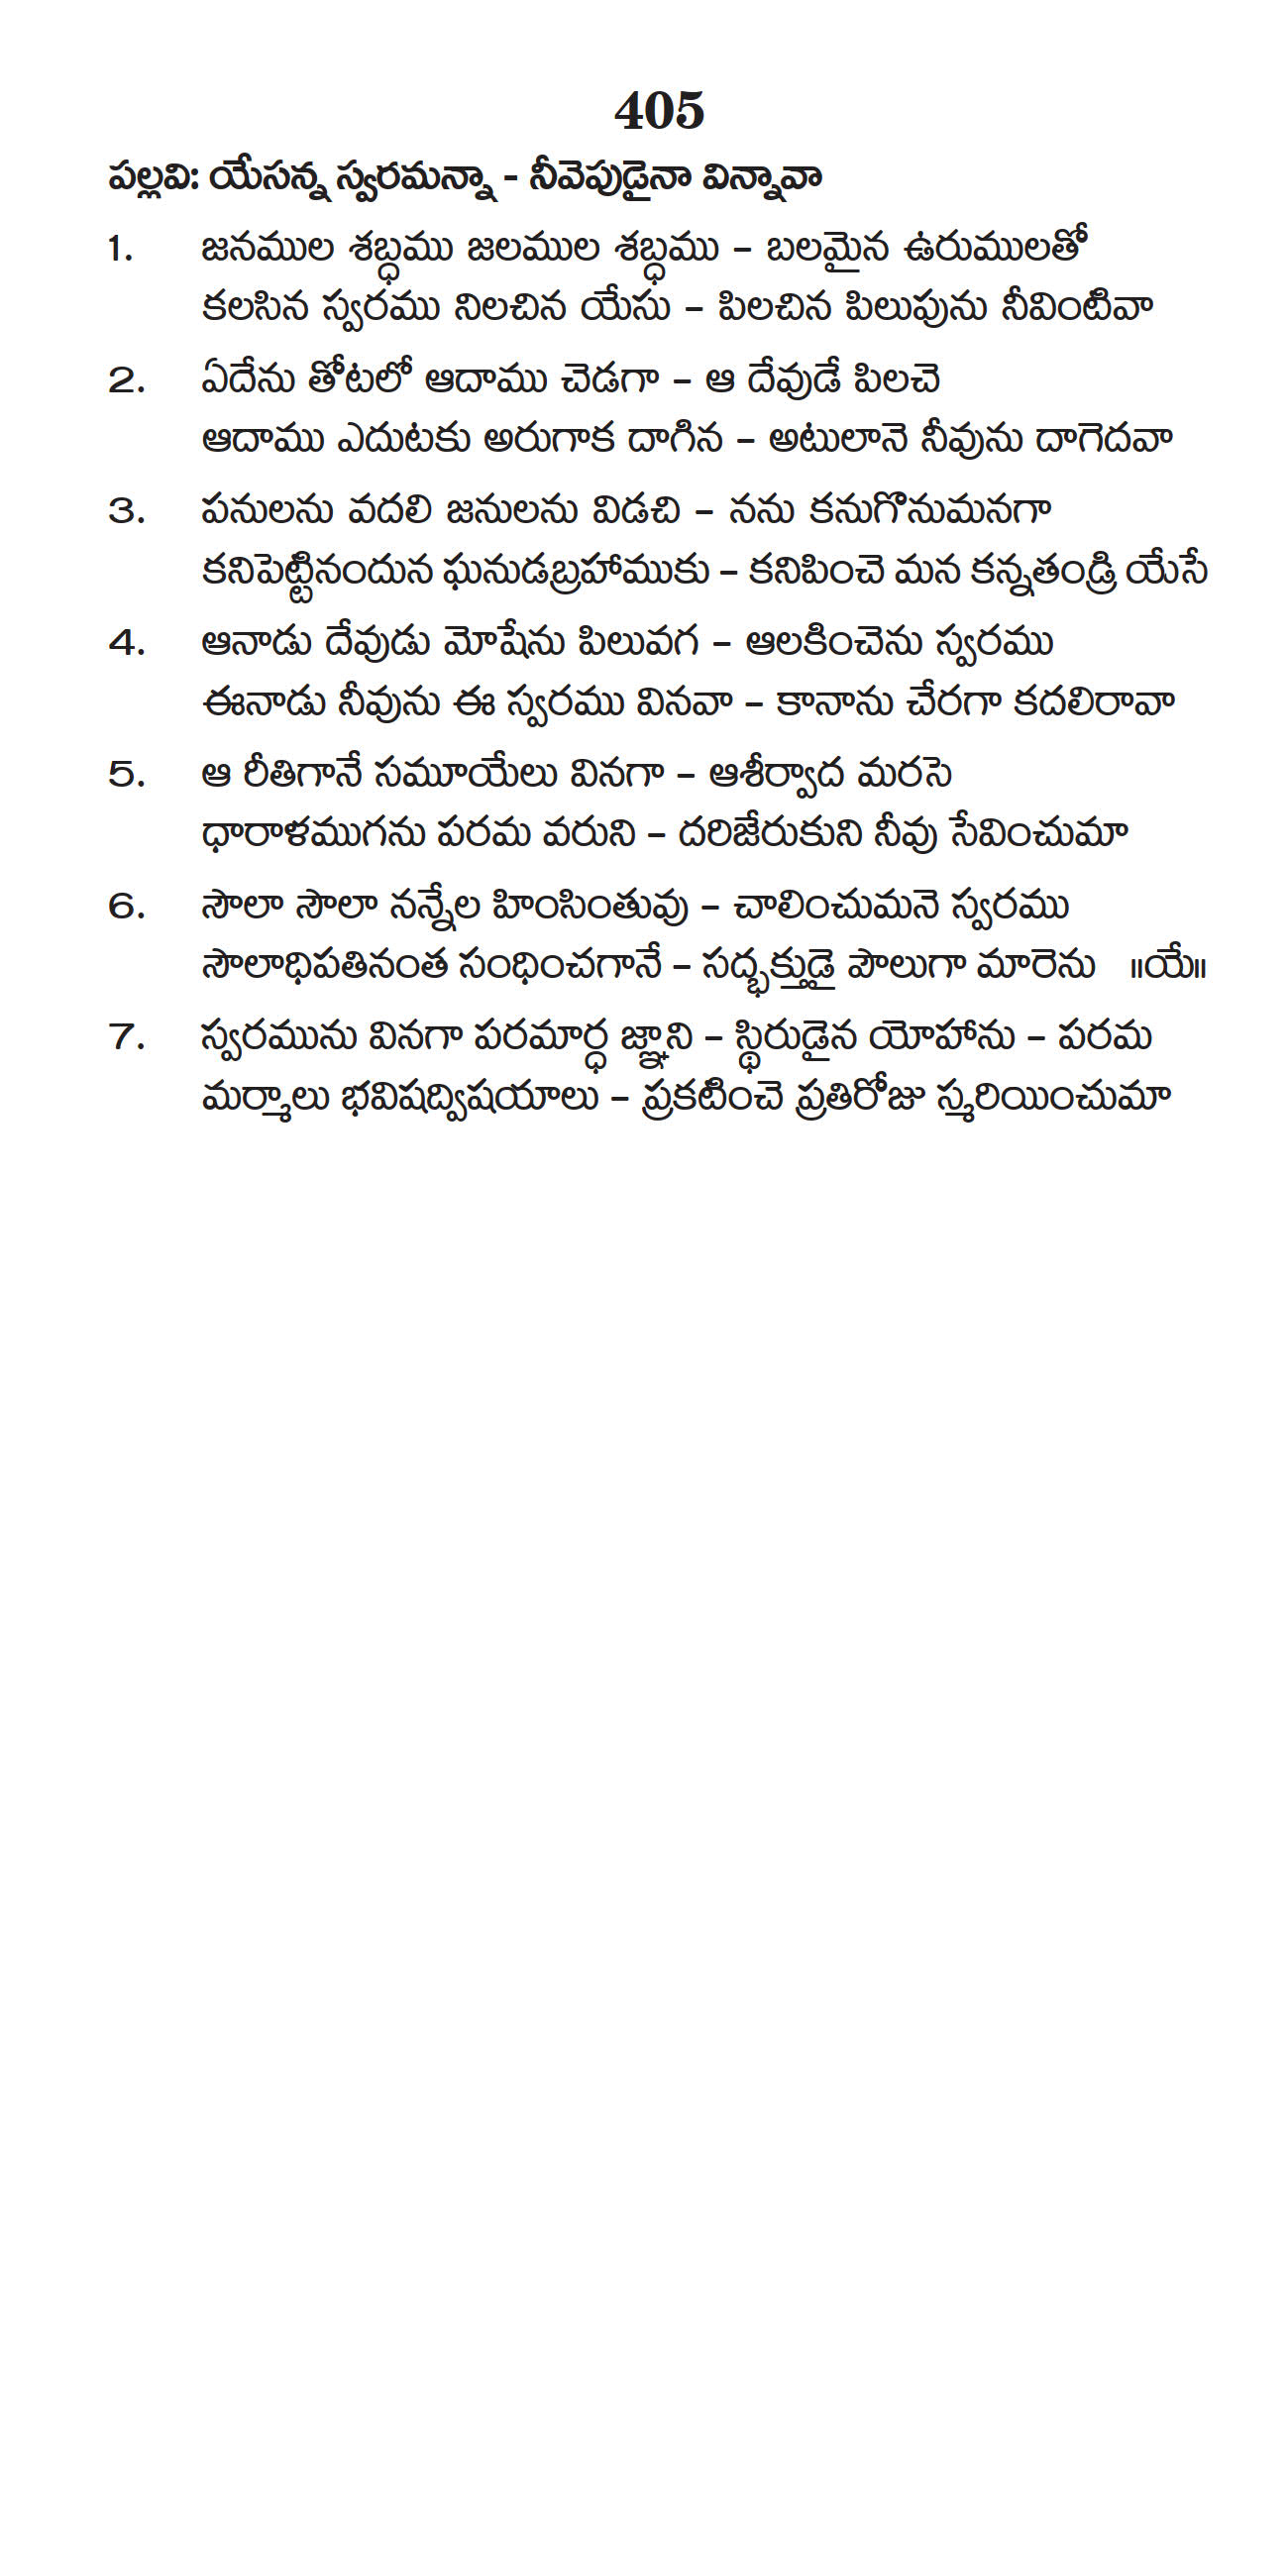 405
పల్లవి: యేసన్న స్వరమన్నా - నీవెపుడైనా విన్నావా
1. జనముల శబ్ధము జలముల శబ్ధము – బలమైన ఉరుములతో
కలసిన స్వరము నిలచిన యేసు – పిలచిన పిలుపును నీవింటివా
2. ఏదేను తోటలో ఆదాము చెడగా – ఆ దేవుడే పిలచె
ఆదాము ఎదుటకు అరుగాక దాగిన – అటులానె నీవును దాగెదవా
3. పనులను వదలి జనులను విడచి – నను కనుగొనుమనగా
కనిపెట్టినందున ఘనుడబ్రహాముకు – కనిపించె మన కన్నతండ్రి యేసే
4. ఆనాడు దేవుడు మోషేను పిలువగ – ఆలకించెను స్వరము
ఈనాడు నీవును ఈ స్వరము వినవా – కానాను చేరగా కదలిరావా
5. ఆ రీతిగానే సమూయేలు వినగా – ఆశీర్వాద మరసె
ధారాళముగను పరమ వరుని – దరిజేరుకుని నీవు సేవించుమా
6. సౌలా సౌలా నన్నేల హింసింతువు – చాలించుమనె స్వరము
సౌలాధిపతినంత సంధించగానే – సద్భక్తుడై పౌలుగా మారెను ॥యే॥
7. స్వరమును వినగా పరమార్ధ జ్ఞాని – స్థిరుడైన యోహాను – పరమ
మర్మాలు భవిషద్విషయాలు – ప్రకటించె ప్రతిరోజు స్మరియించుమా